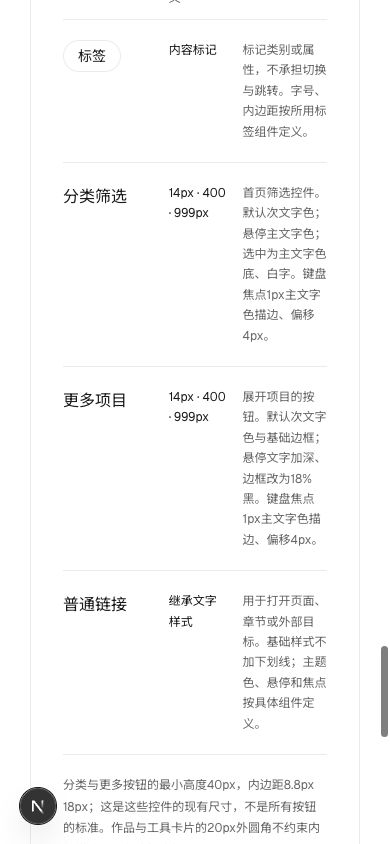 标签
内容标记
标记类别或属
性，不承担切换
与跳转。字号、
内边距按所用标
签组件定义。
分类筛选
14px · 400
· 999px
首页筛选控件。
默认次文字色；
悬停主文字色；
选中为主文字色
底、白字。键盘
焦点1px主文字
色描边、偏移
4px。
更多项目
14px · 400
· 999px
展开项目的按
钮。默认次文字
色与基础边框；
悬停文字加深、
边框改为18%
黑。键盘焦点
1px主文字色描
边、偏移4px。
普通链接
继承文字
样式
用于打开页面、
章节或外部目
标。基础样式不
加下划线；主题
色、悬停和焦点
按具体组件定
义。
分类与更多按钮的最小高度40px，内边距8.8px
18px；这是这些控件的现有尺寸，不是所有按钮
的标准。作品与工具卡片的20px外圆角不约束内
N